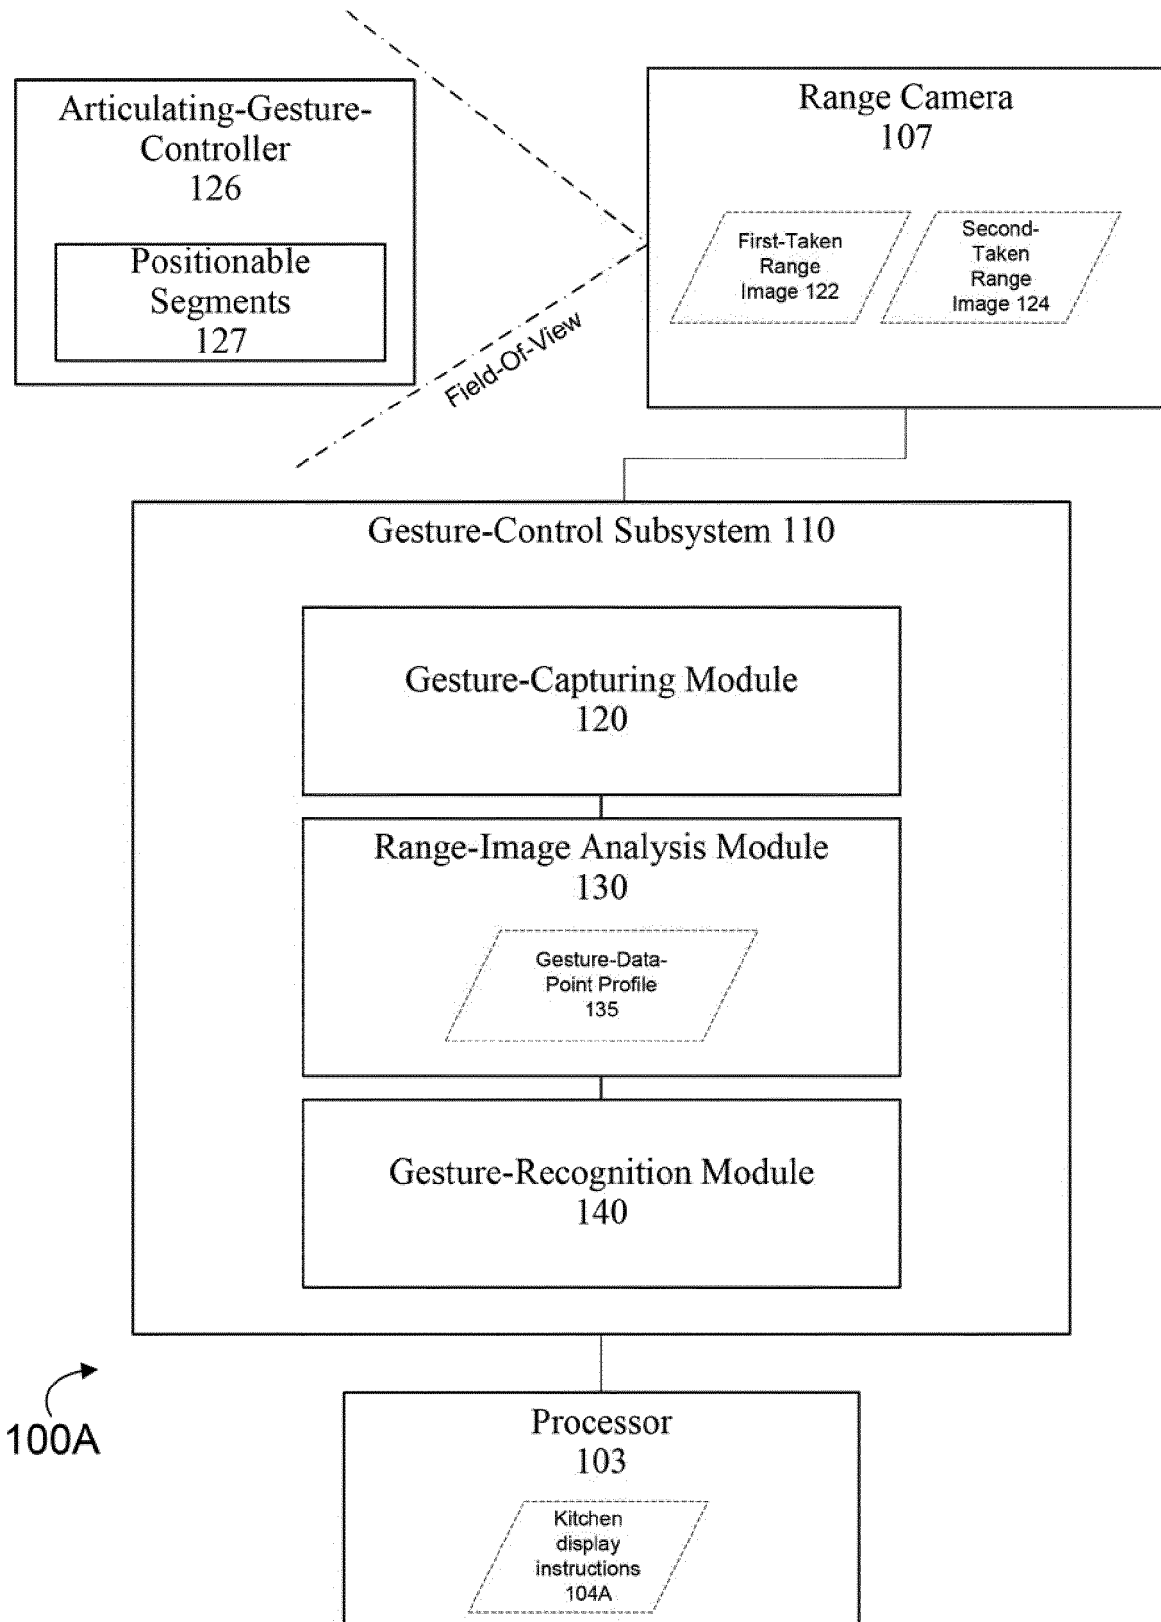 Articulating-Gesture-
Controller
126
Positionable
Segments
127
Range Camera
107
First-Taken
Range
Image 122
Second-
Taken
Range
Image 124
Field-Of-View
Gesture-Control Subsystem 110
Gesture-Capturing Module
120
Range-Image Analysis Module
130
Gesture-Data-
Point Profile
135
Gesture-Recognition Module
140
100A
Processor
103
Kitchen
display
instructions
104A